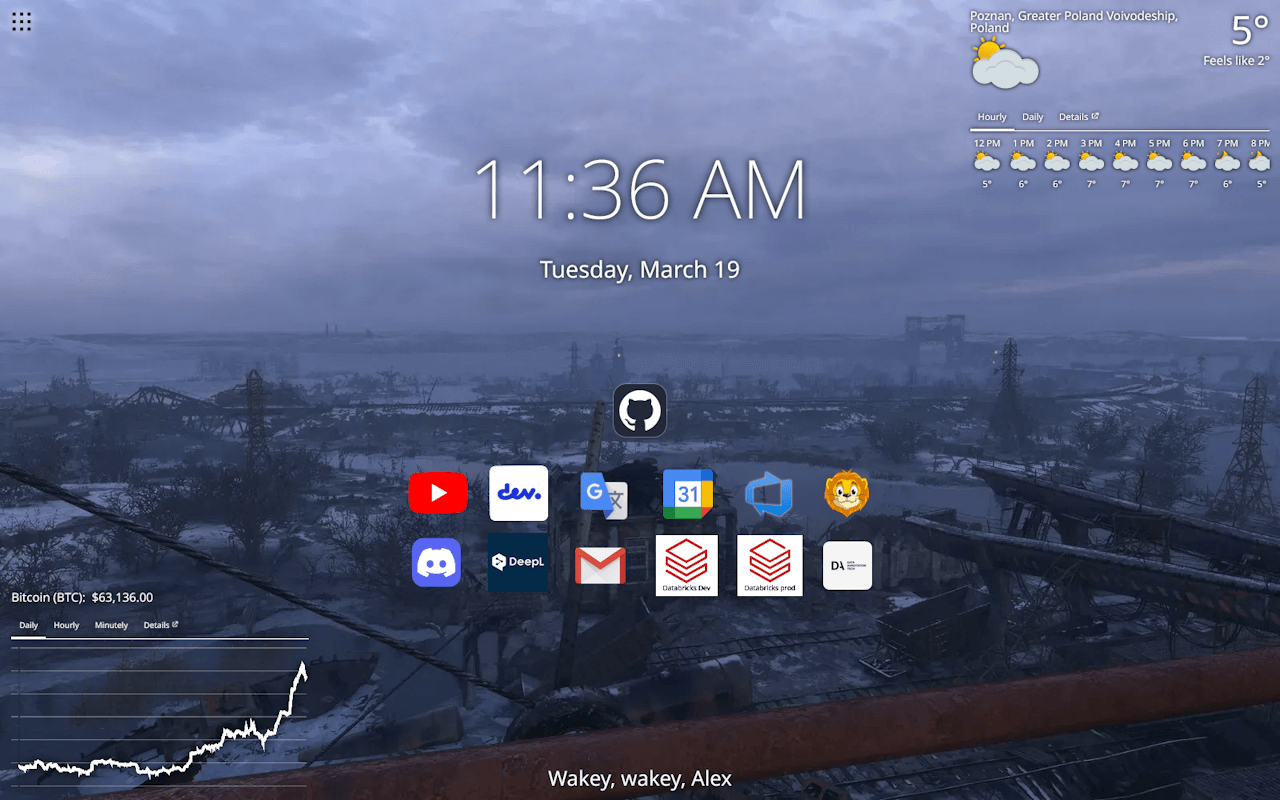 Poznan, Greater Poland Voivodeship,
Poland
5°
Feels like 2°
Hourly Daily Details
12 PM 1 PM 2 PM 3 PM 4 PM 5 PM 6 PM 7 PM 8 PM
5° 6° 6° 7° 7° 7° 7° 6° 5°
11:36 AM
Tuesday, March 19
dev.
G 文
31
DeepL
Databricks Dev
Databricks prod
Bitcoin (BTC): $63,136.00
Daily Hourly Minutely Details
Wakey, wakey, Alex